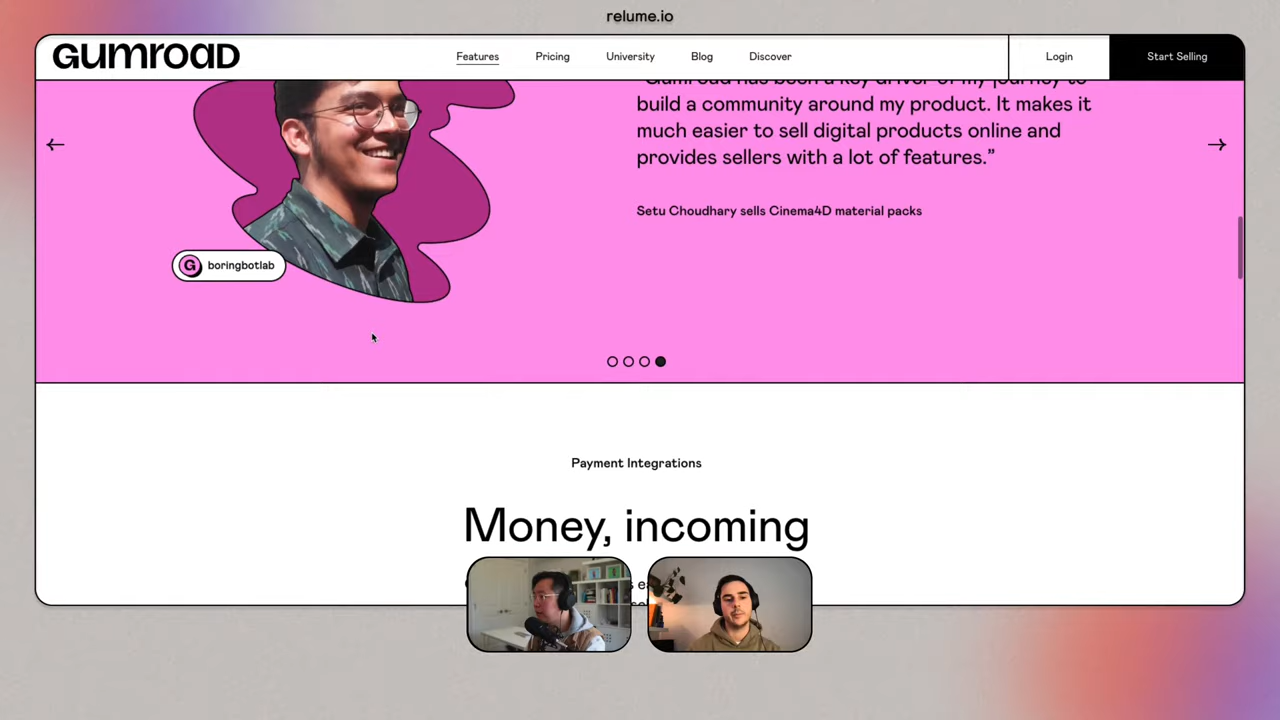 relume.io
GUMROAD
Features
Pricing
University
Blog
Discover
Login
Start Selling
“Gumroad has been a key driver of my journey to
build a community around my product. It makes it
much easier to sell digital products online and
provides sellers with a lot of features.”
Setu Choudhary sells Cinema4D material packs
G boringbotlab
Payment Integrations
Money, incoming